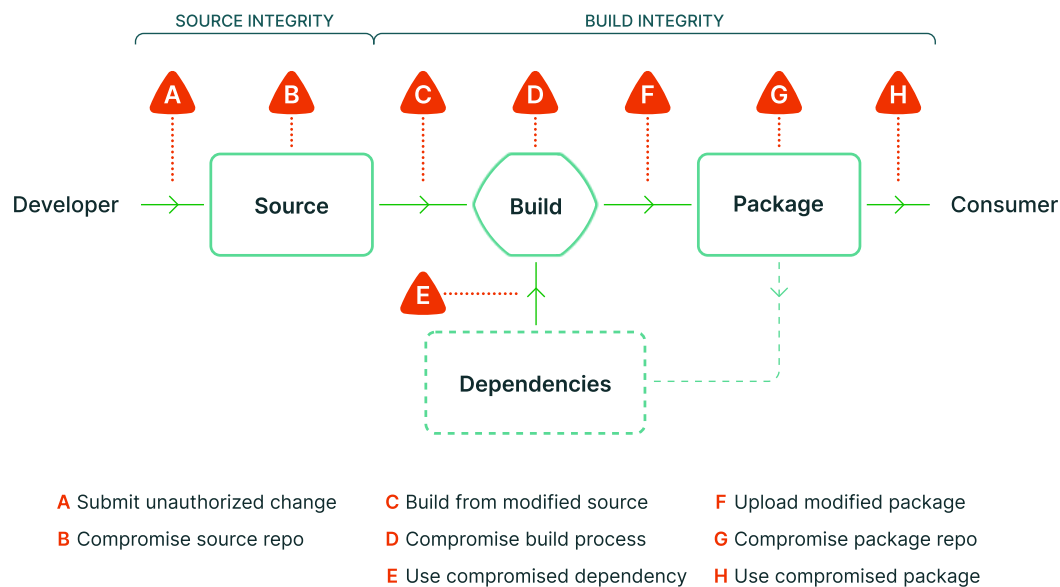 SOURCE INTEGRITY
BUILD INTEGRITY
A
B
C
D
F
G
H
Developer
Source
Build
Package
Consumer
E
Dependencies
A Submit unauthorized change
B Compromise source repo
C Build from modified source
D Compromise build process
E Use compromised dependency
F Upload modified package
G Compromise package repo
H Use compromised package